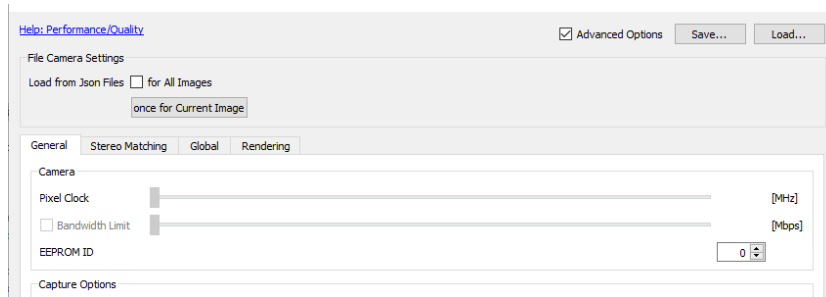 Help: Performance/Quality
Advanced Options Save... Load...
File Camera Settings
Load from Json Files for All Images
once for Current Image
General Stereo Matching Global Rendering
Camera
Pixel Clock [MHz]
Bandwidth Limit [Mbps]
EEPROM ID 0
Capture Options